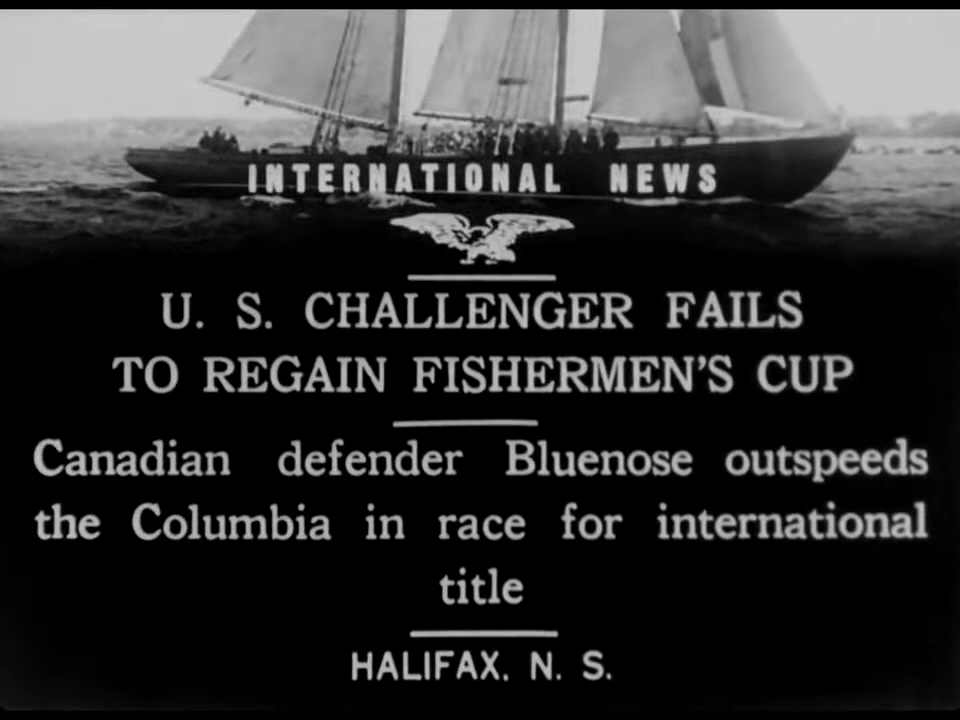 INTERNATIONAL NEWS
U. S. CHALLENGER FAILS
TO REGAIN FISHERMEN'S CUP
Canadian defender Bluenose outspeeds
the Columbia in race for international
title
HALIFAX, N. S.